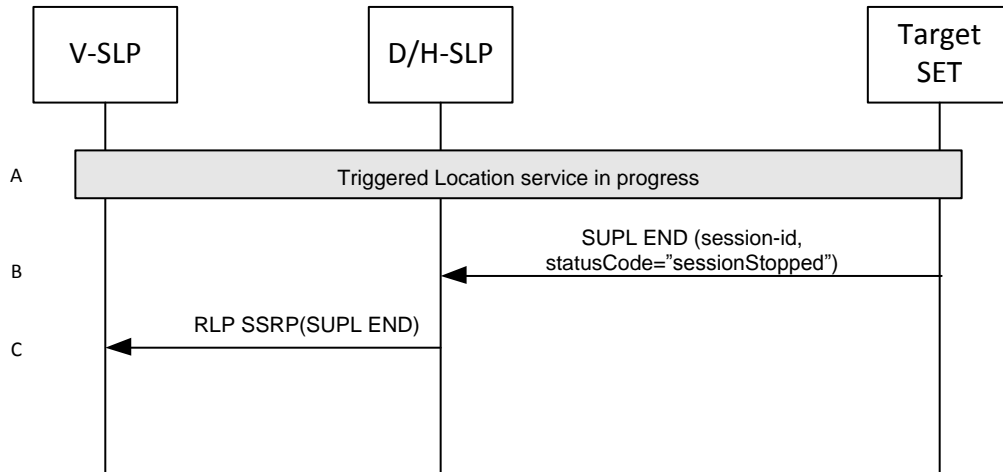 V-SLP
D/H-SLP
Target
SET
A
Triggered Location service in progress
SUPL END (session-id,
statusCode=”sessionStopped”)
B
RLP SSRP(SUPL END)
C